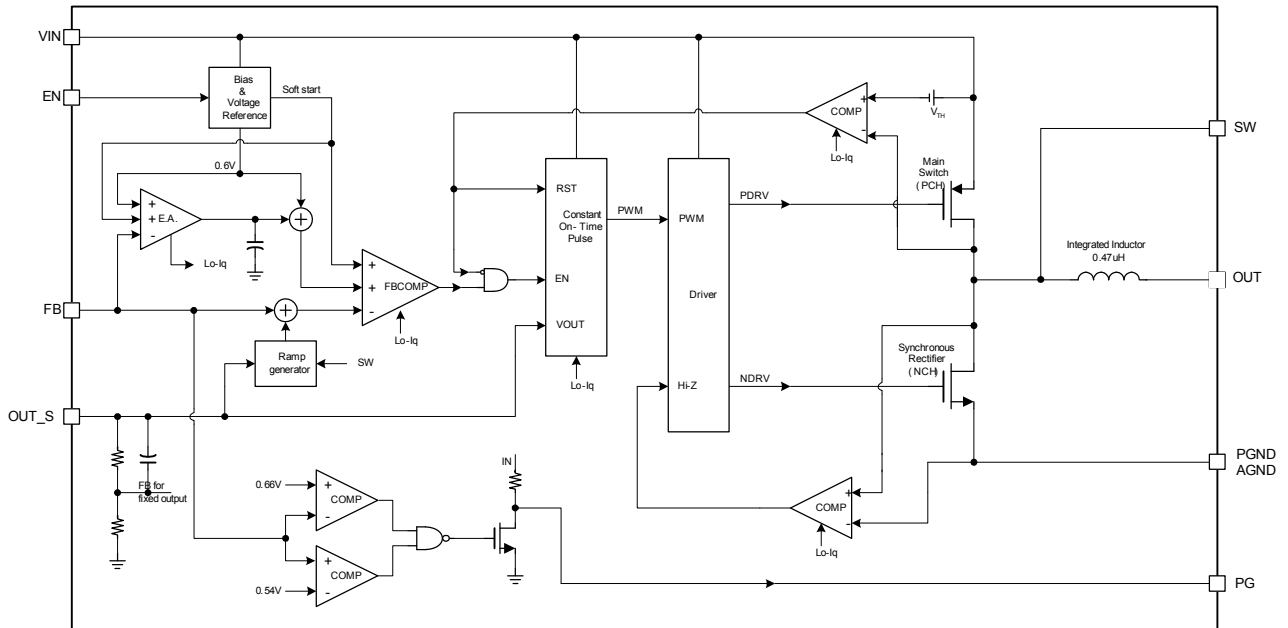 VIN
EN
Bias
&
Voltage
Reference
Soft start
0.6V
+
+ E.A.
-
Lo-Iq
+
+
+ FBCOMP
-
Lo-Iq
FB
+
Ramp
generator
SW
OUT_S
FB for
fixed output
RST
Constant
On- Time
Pulse
EN
VOUT
Lo-Iq
PWM
PWM
Driver
Hi-Z
PDRV
NDRV
+
COMP
-
Lo-Iq
VTH
Main
Switch
( PCH)
SW
Integrated Inductor
0.47uH
OUT
Synchronous
Rectifier
( NCH)
+
COMP
-
Lo-Iq
PGND
AGND
0.66V
+
COMP
-
+
COMP
0.54V
-
IN
PG